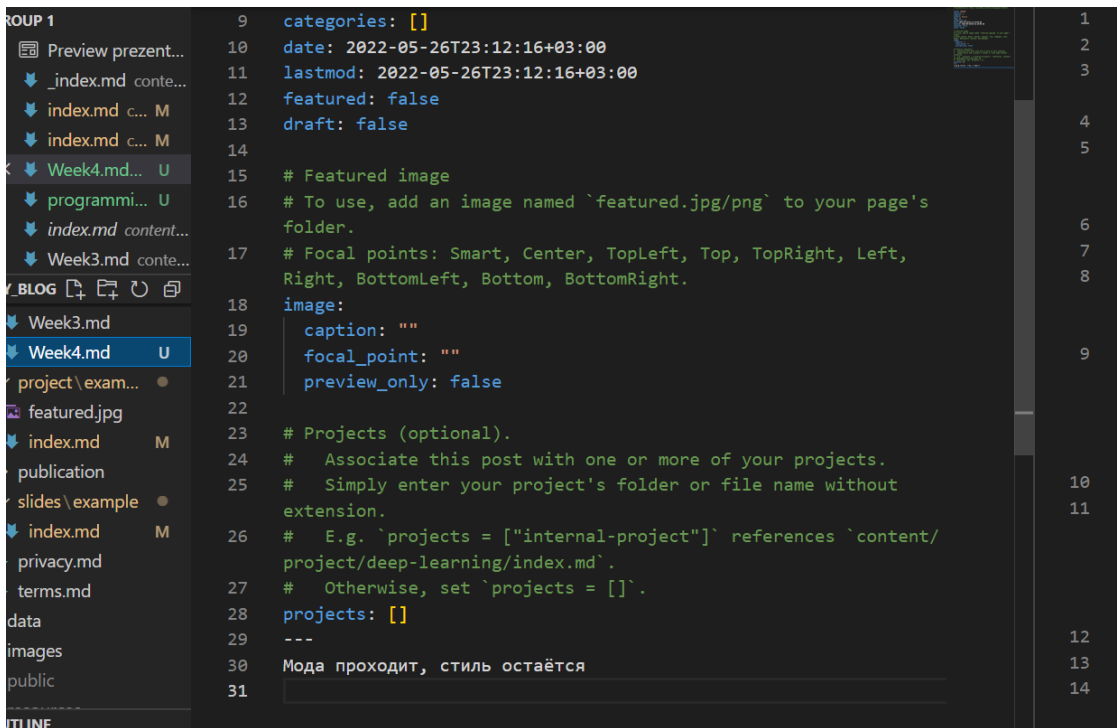 ROUP 1
Preview prezent...
_index.md conte...
index.md c... M
index.md c... M
Week4.md... U
programmi... U
index.md content...
Week3.md conte...
Y_BLOG
Week3.md
Week4.md U
project\exam...
featured.jpg
index.md M
publication
slides\example
index.md M
privacy.md
terms.md
data
images
public
UTLINE
9 categories: []
10 date: 2022-05-26T23:12:16+03:00
11 lastmod: 2022-05-26T23:12:16+03:00
12 featured: false
13 draft: false
14
15 # Featured image
16 # To use, add an image named `featured.jpg/png` to your page's
folder.
17 # Focal points: Smart, Center, TopLeft, Top, TopRight, Left,
Right, BottomLeft, Bottom, BottomRight.
18 image:
19 caption: ""
20 focal_point: ""
21 preview_only: false
22
23 # Projects (optional).
24 #   Associate this post with one or more of your projects.
25 #   Simply enter your project's folder or file name without
extension.
26 #   E.g. `projects = ["internal-project"]` references `content/
project/deep-learning/index.md`.
27 #   Otherwise, set `projects = []`.
28 projects: []
29 ---
30 Мода проходит, стиль остаётся
31
1
2
3
4
5
6
7
8
9
10
11
12
13
14